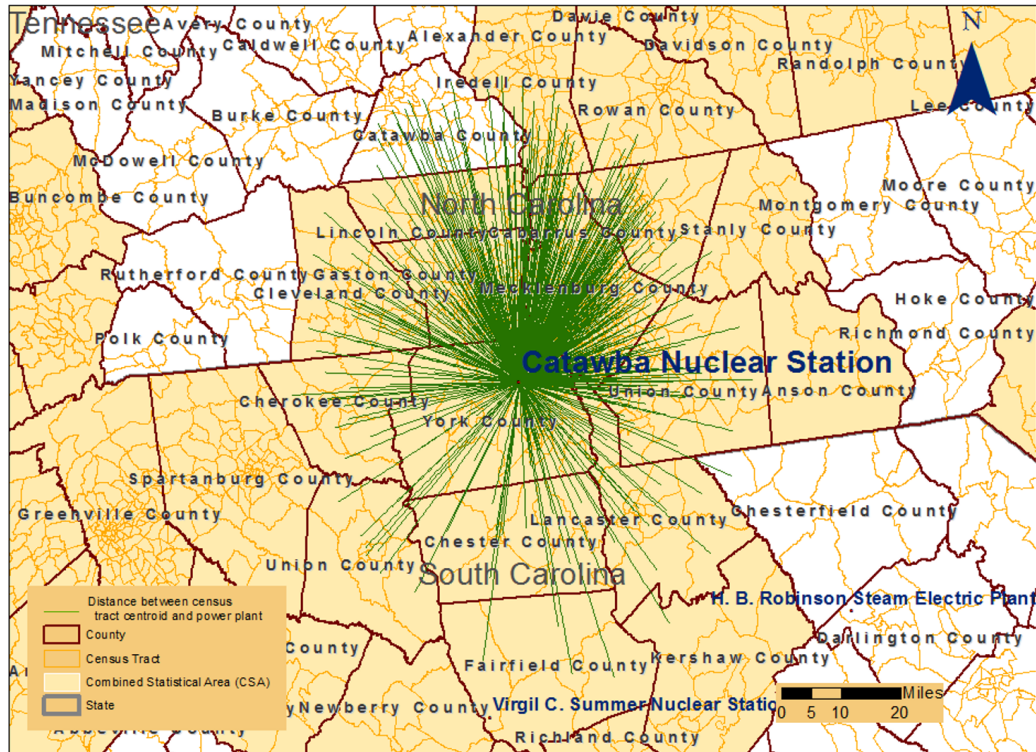 Tennessee
Avery County
Davie County
Mitchell County
Caldwell County
Alexander County
Davidson County
N
Yancey County
Iredell County
Randolph County
Madison County
Burke County
Rowan County
Lee County
Catawba County
McDowell County
Buncombe County
Moore County
North Carolina
Montgomery County
Lincoln County
Cabarrus County
Stanly County
Rutherford County
Gaston County
Cleveland County
Mecklenburg County
Hoke County
Polk County
Richmond County
Catawba Nuclear Station
Cherokee County
Union County
Anson County
York County
Spartanburg County
Greenville County
Lancaster County
Chesterfield County
Chester County
Union County
South Carolina
H. B. Robinson Steam Electric Plant
Darlington County
Distance between census
tract centroid and power plant
County
Census Tract
Combined Statistical Area (CSA)
State
County
Fairfield County
Kershaw County
Newberry County
Virgil C. Summer Nuclear Static
Miles
0 5 10 20
Abbeville County
Richland County